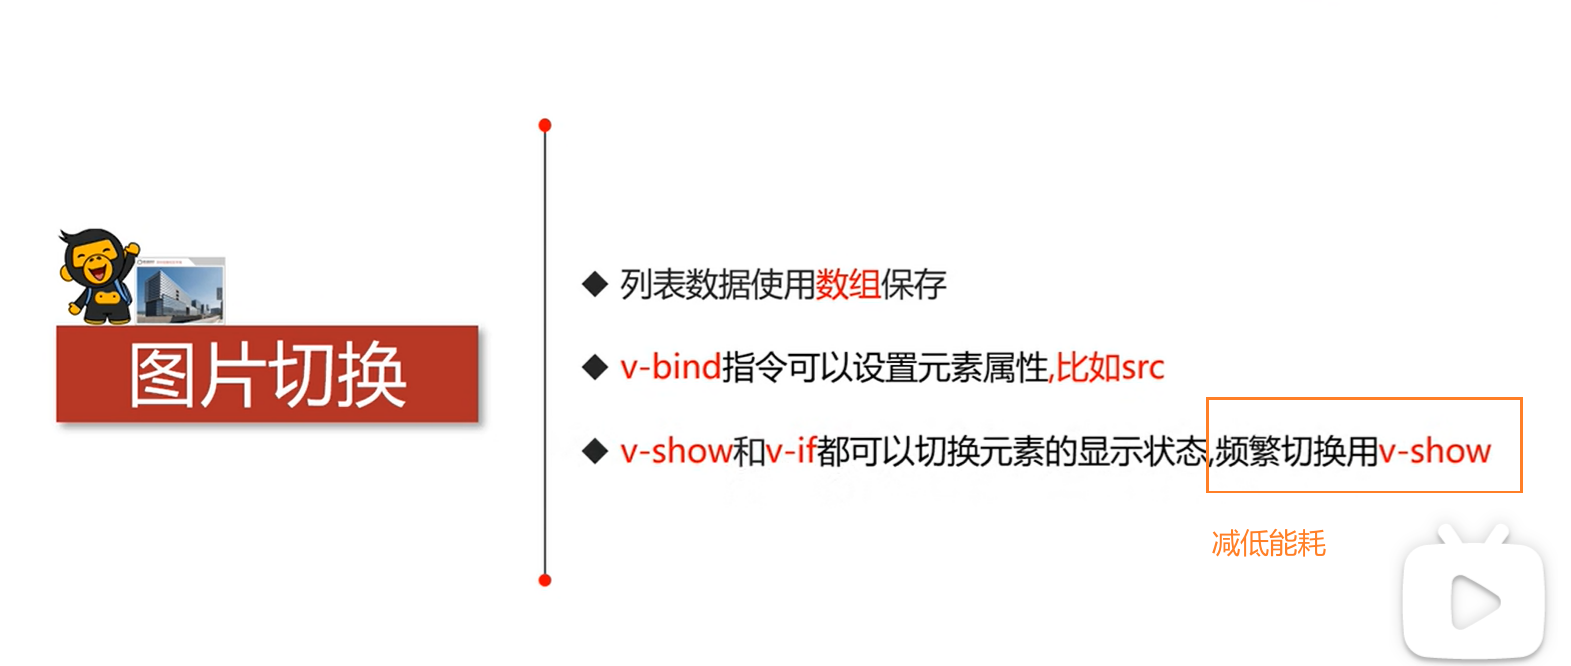 图片切换
列表数据使用数组保存
v-bind指令可以设置元素属性,比如src
v-show和v-if都可以切换元素的显示状态,频繁切换用v-show
减低能耗